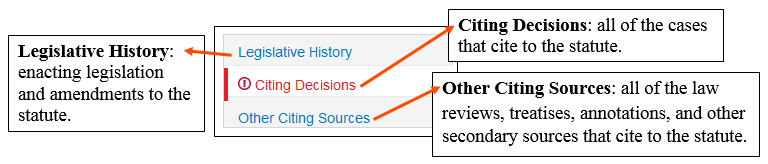 Legislative History:
enacting legislation
and amendments to the
statute.
Legislative History
Citing Decisions
Other Citing Sources
Citing Decisions: all of the cases
that cite to the statute.
Other Citing Sources: all of the law
reviews, treatises, annotations, and other
secondary sources that cite to the statute.